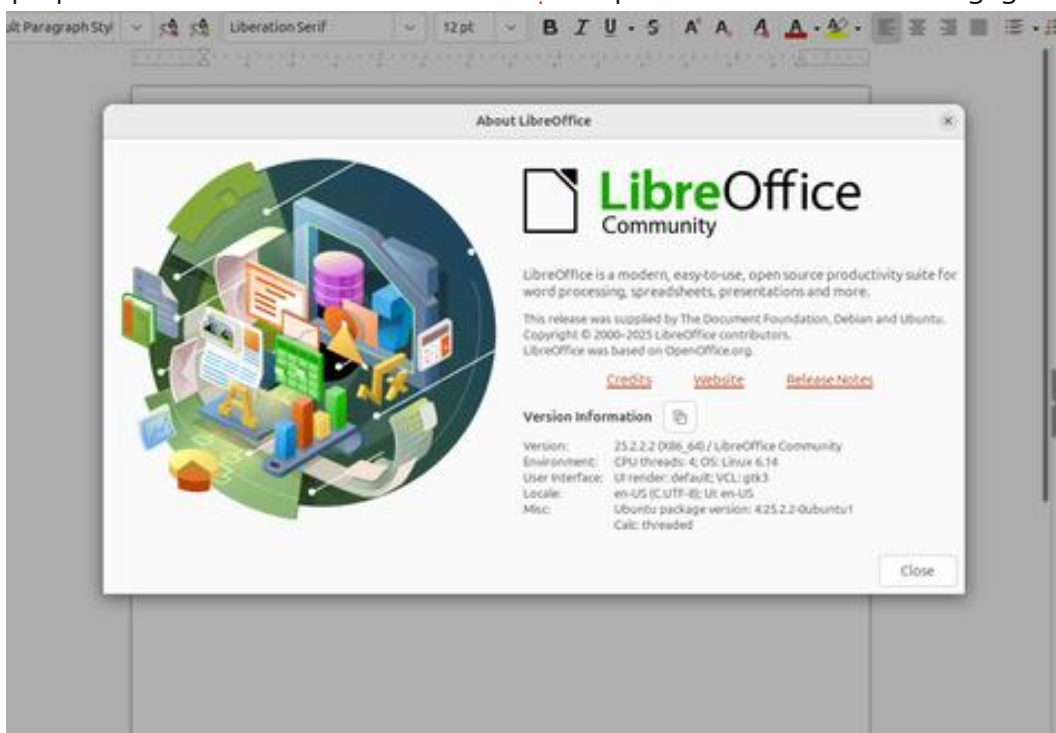 ult Paragraph Styl
Liberation Serif
12 pt
B I U S A A A A
About LibreOffice
LibreOffice
Community
LibreOffice is a modern, easy-to-use, open source productivity suite for
word processing, spreadsheets, presentations and more.
This release was supplied by The Document Foundation, Debian and Ubuntu.
Copyright © 2000–2025 LibreOffice contributors.
LibreOffice was based on OpenOffice.org.
Credits Website Release Notes
Version Information
Version: 25.2.2.2 (X86_64) / LibreOffice Community
Environment: CPU threads: 4; OS: Linux 6.14
User Interface: UI render: default; VCL: gtk3
Locale: en-US (C.UTF-8); UI: en-US
Misc: Ubuntu package version: 4:25.2.2-0ubuntu1
Calc: threaded
Close